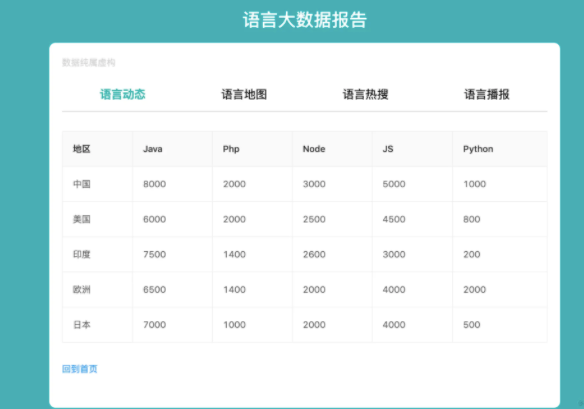 语言大数据报告
数据纯属虚构
语言动态 语言地图 语言热搜 语言播报
地区 Java Php Node JS Python
中国 8000 2000 3000 5000 1000
美国 6000 2000 2500 4500 800
印度 7500 1400 2600 3000 200
欧洲 6500 1400 2000 4000 2000
日本 7000 1000 2000 4000 500
回到首页